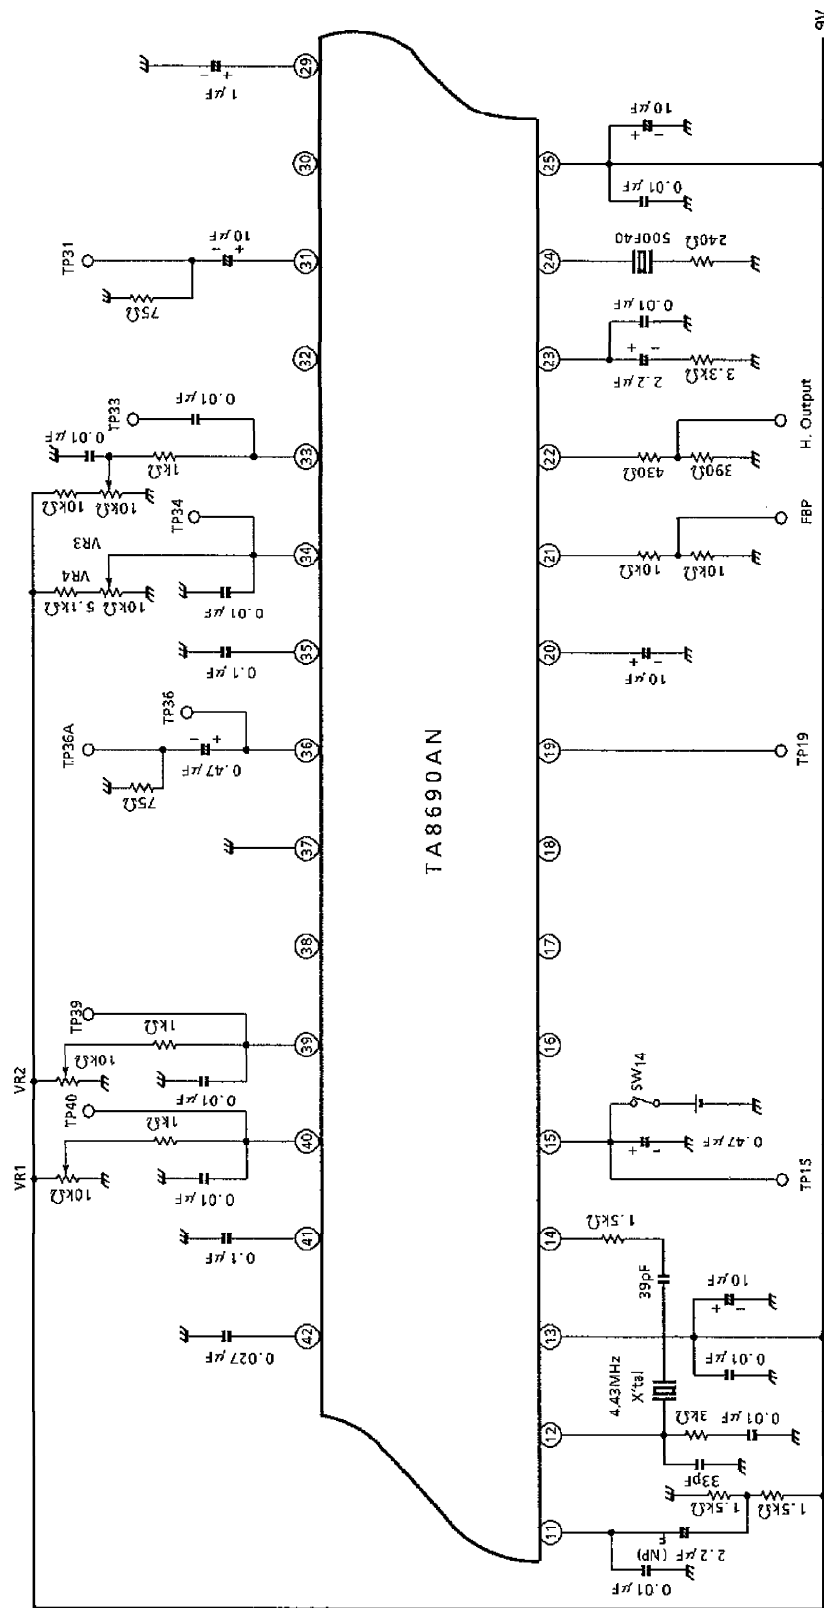 9V
29
1μF
30
TP31
75Ω
10μF
31
32
TP33
0.01μF
0.01μF
10kΩ
10kΩ
1kΩ
33
VR3
TP34
VR4
5.1kΩ
10kΩ
0.01μF
34
0.1μF
35
TP36A
TP36
75Ω
0.47μF
36
37
38
VR2
TP39
10kΩ
1kΩ
0.01μF
39
VR1
TP40
10kΩ
1kΩ
0.01μF
40
0.1μF
41
0.027μF
42
TA8690AN
25
0.01μF
10μF
24
500F40
240Ω
23
0.01μF
2.2μF
3.3kΩ
22
430Ω
390Ω
H. Output
21
10kΩ
10kΩ
FBP
20
10μF
19
TP19
18
17
16
15
SW14
0.47μF
TP15
14
1.5kΩ
39pF
13
0.01μF
10μF
4.43MHz
X'tal
12
3kΩ
0.01μF
33pF
11
1.5kΩ
1.5kΩ
2.2μF (NP)
0.01μF